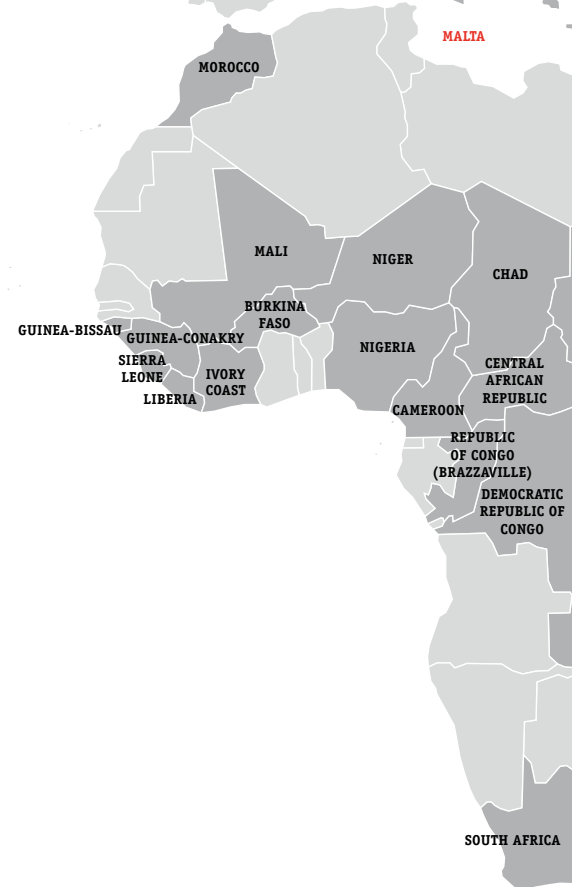 MALTA
MOROCCO
MALI
NIGER
CHAD
BURKINA
FASO
GUINEA-BISSAU
GUINEA-CONAKRY
NIGERIA
SIERRA
LEONE
IVORY
COAST
CENTRAL
AFRICAN
REPUBLIC
LIBERIA
CAMEROON
REPUBLIC
OF CONGO
(BRAZZAVILLE)
DEMOCRATIC
REPUBLIC OF
CONGO
SOUTH AFRICA